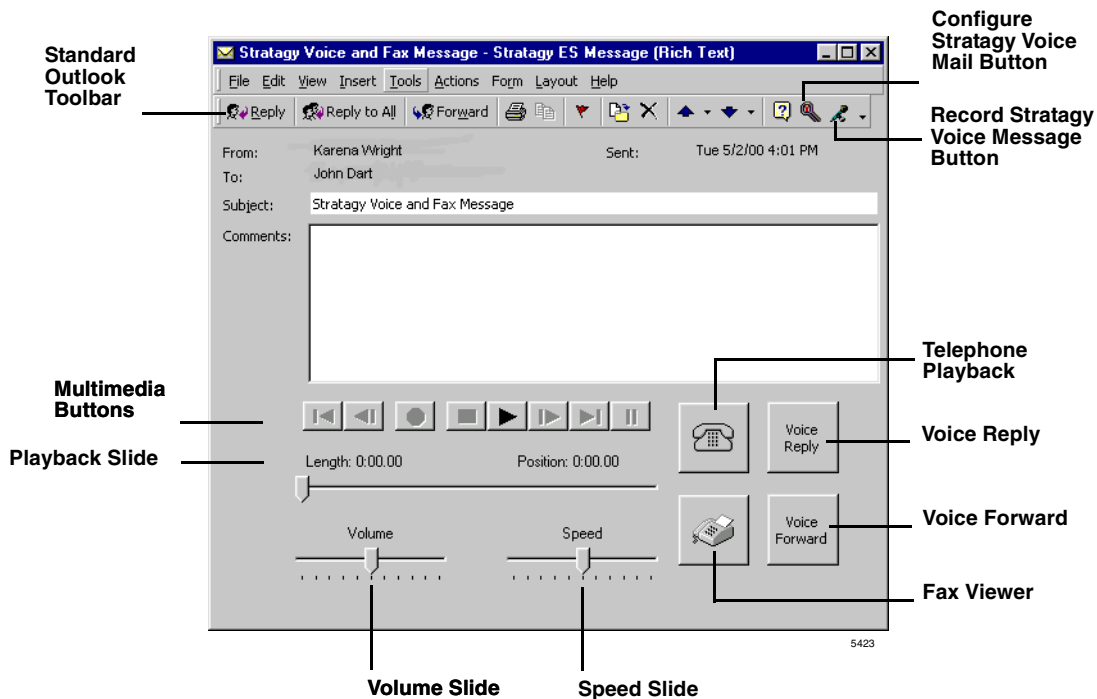 Configure
Stratagy Voice
Mail Button
Standard
Outlook
Toolbar
Stratagy Voice and Fax Message - Stratagy ES Message (Rich Text)
File Edit View Insert Tools Actions Form Layout Help
Reply Reply to All Forward
Record Stratagy
Voice Message
Button
From: Karena Wright Sent: Tue 5/2/00 4:01 PM
To: John Dart
Subject: Stratagy Voice and Fax Message
Comments:
Telephone
Playback
Multimedia
Buttons
Voice
Reply
Voice Reply
Playback Slide
Length: 0:00.00 Position: 0:00.00
Volume Speed
Voice
Forward
Voice Forward
Fax Viewer
5423
Volume Slide Speed Slide